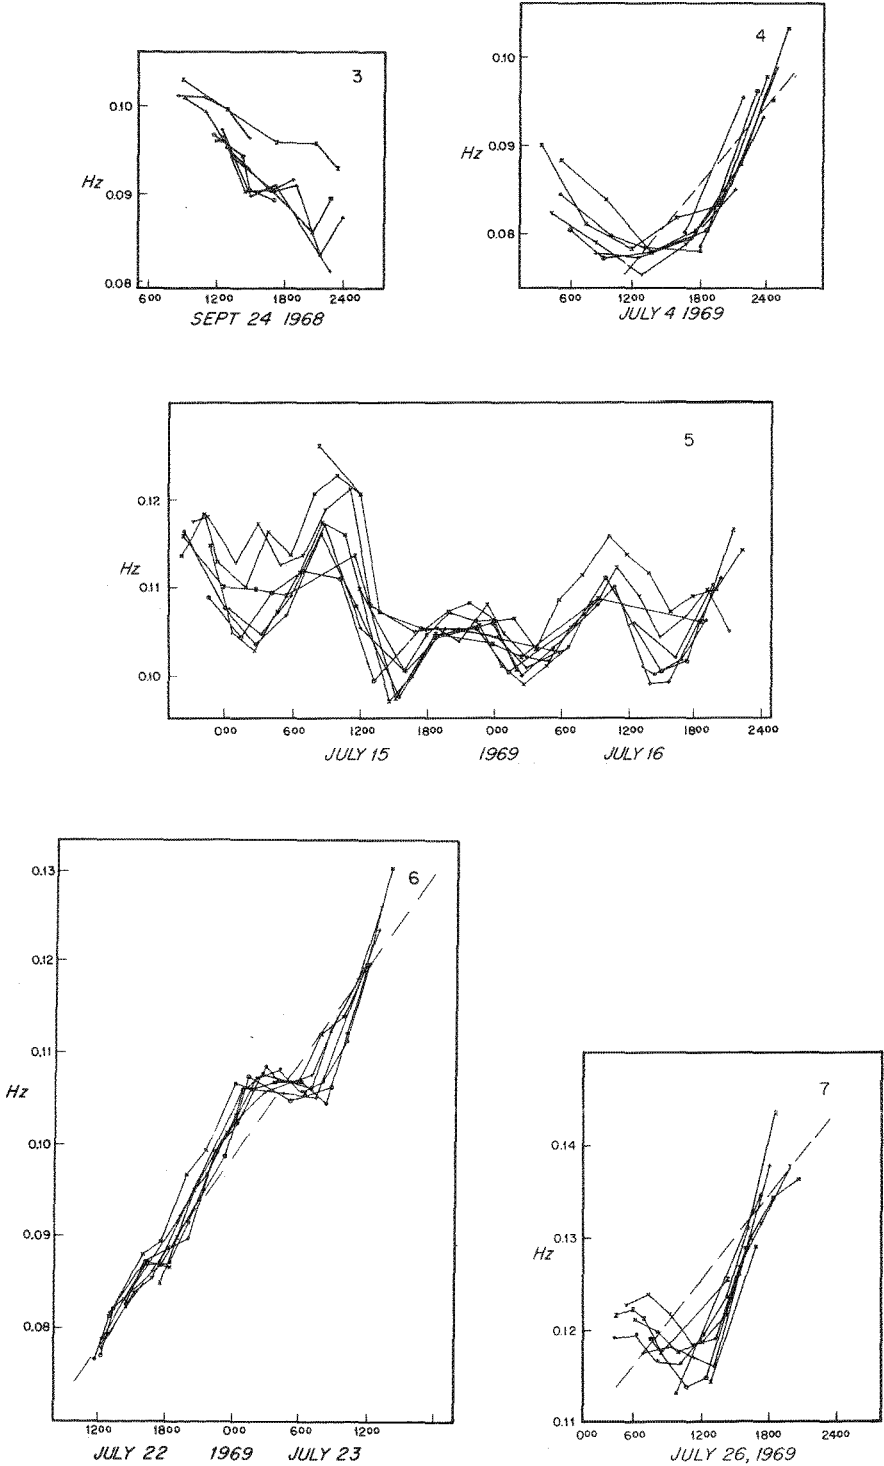 3
0.10
Hz
0.09
0.08
6⁰⁰ 12⁰⁰ 18⁰⁰ 24⁰⁰
SEPT 24 1968
4
0.10
0.09
Hz
0.08
6⁰⁰ 12⁰⁰ 18⁰⁰ 24⁰⁰
JULY 4 1969
5
0.12
Hz
0.11
0.10
0⁰⁰ 6⁰⁰ 12⁰⁰ 18⁰⁰ 0⁰⁰ 6⁰⁰ 12⁰⁰ 18⁰⁰ 24⁰⁰
JULY 15 1969 JULY 16
6
0.13
0.12
0.11
Hz
0.10
0.09
0.08
12⁰⁰ 18⁰⁰ 0⁰⁰ 6⁰⁰ 12⁰⁰
JULY 22 1969 JULY 23
7
0.14
0.13
Hz
0.12
0.11
0⁰⁰ 6⁰⁰ 12⁰⁰ 18⁰⁰ 24⁰⁰
JULY 26, 1969